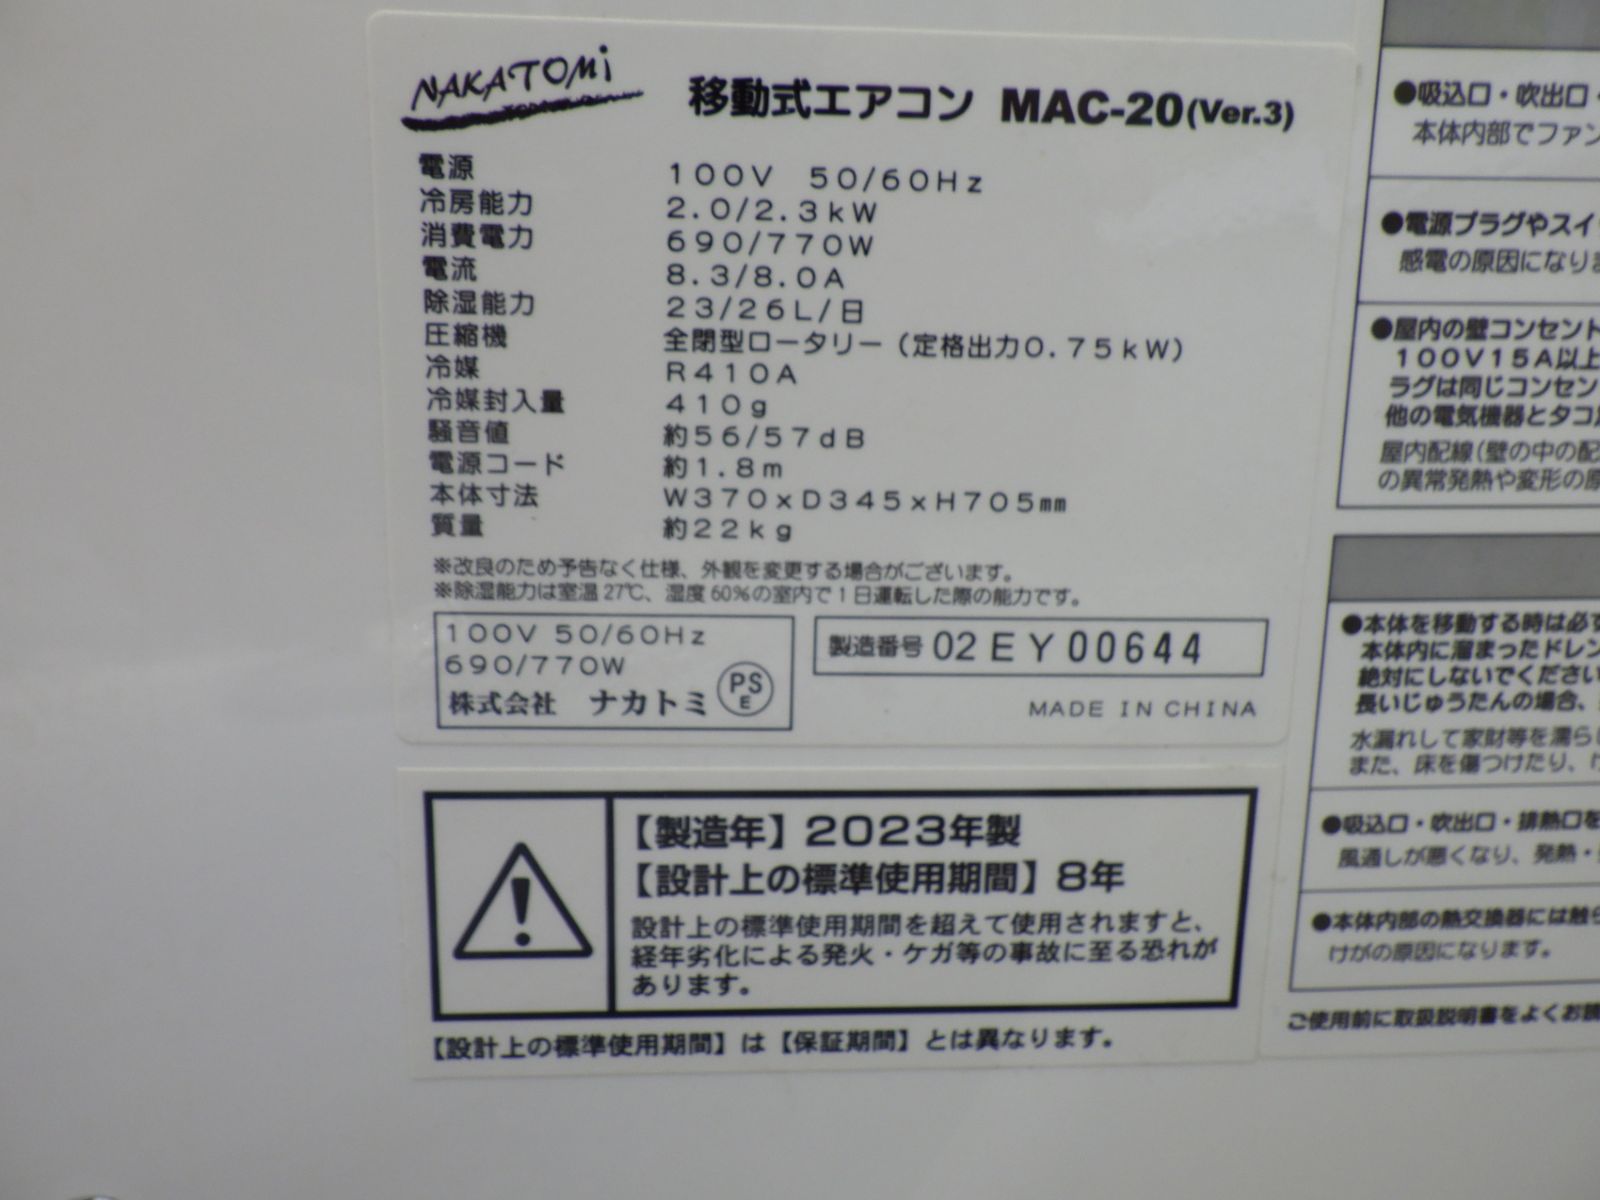 NAKATOMi 移動式エアコン MAC-20(Ver.3)
電源 100V 50/60Hz
冷房能力 2.0/2.3kW
消費電力 690/770W
電流 8.3/8.0A
除湿能力 23/26L/日
圧縮機 全閉型ロータリー(定格出力0.75kW)
冷媒 R410A
冷媒封入量 410g
騒音値 約56/57dB
電源コード 約1.8m
本体寸法 W370xD345xH705mm
質量 約22kg
※改良のため予告なく仕様、外観を変更する場合がございます。
※除湿能力は室温27℃、湿度60%の室内で1日運転した際の能力です。
100V 50/60Hz
690/770W
株式会社 ナカトミ
PS
E
製造番号 02EY00644
MADE IN CHINA
【製造年】2023年製
【設計上の標準使用期間】8年
設計上の標準使用期間を超えて使用されますと、
経年劣化による発火・ケガ等の事故に至る恐れが
あります。
【設計上の標準使用期間】は【保証期間】とは異なります。
●吸込口・吹出口・
本体内部でファン
●電源プラグやスイ
感電の原因になりま
●屋内の壁コンセント
100V15A以上
ラグは同じコンセン
他の電気機器とタコ
屋内配線(壁の中の配
の異常発熱や変形の原
●本体を移動する時は必ず
本体内に溜まったドレン
絶対にしないでください
長いじゅうたんの場合、
水漏れして家財等を濡らし
また、床を傷つけたり、け
●吸込口・吹出口・排熱口を
風通しが悪くなり、発熱・
●本体内部の熱交換器には触ら
けがの原因になります。
ご使用前に取扱説明書をよくお読